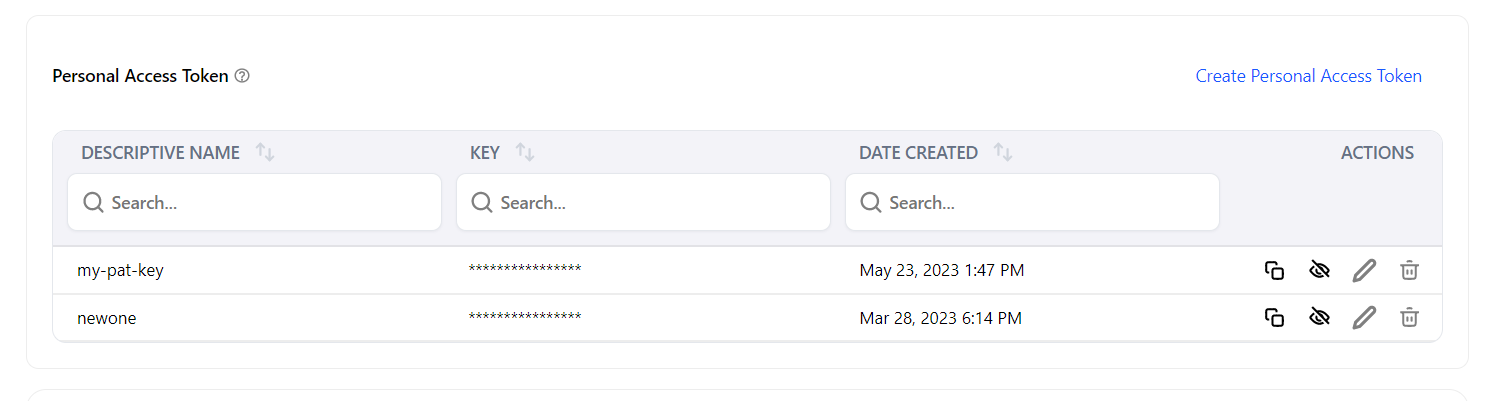 Personal Access Token Create Personal Access Token
DESCRIPTIVE NAME KEY DATE CREATED ACTIONS
Search... Search... Search...
my-pat-key **************** May 23, 2023 1:47 PM
newone **************** Mar 28, 2023 6:14 PM